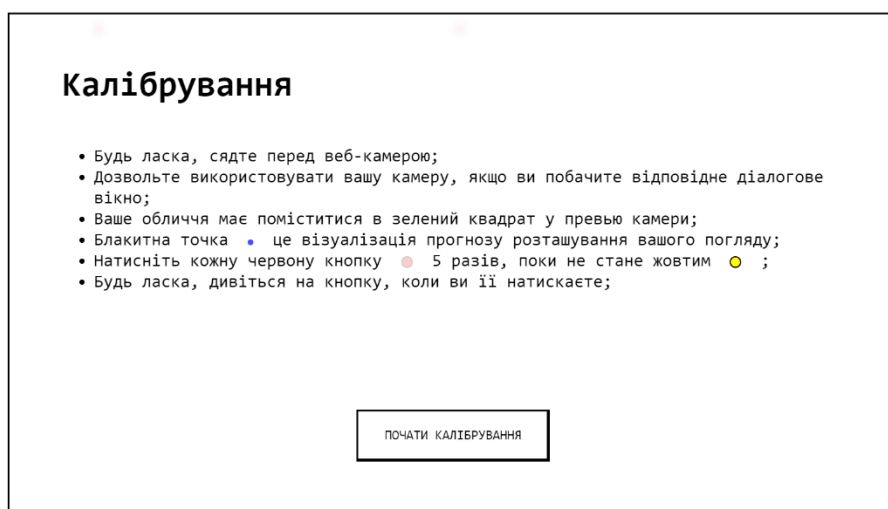 Калібрування
• Будь ласка, сядте перед веб-камерою;
• Дозвольте використовувати вашу камеру, якщо ви побачите відповідне діалогове
вікно;
• Ваше обличчя має поміститися в зелений квадрат у превью камери;
• Блакитна точка це візуалізація прогнозу розташування вашого погляду;
• Натисніть кожну червону кнопку 5 разів, поки не стане жовтим ;
• Будь ласка, дивіться на кнопку, коли ви її натискаєте;
ПОЧАТИ КАЛІБРУВАННЯ